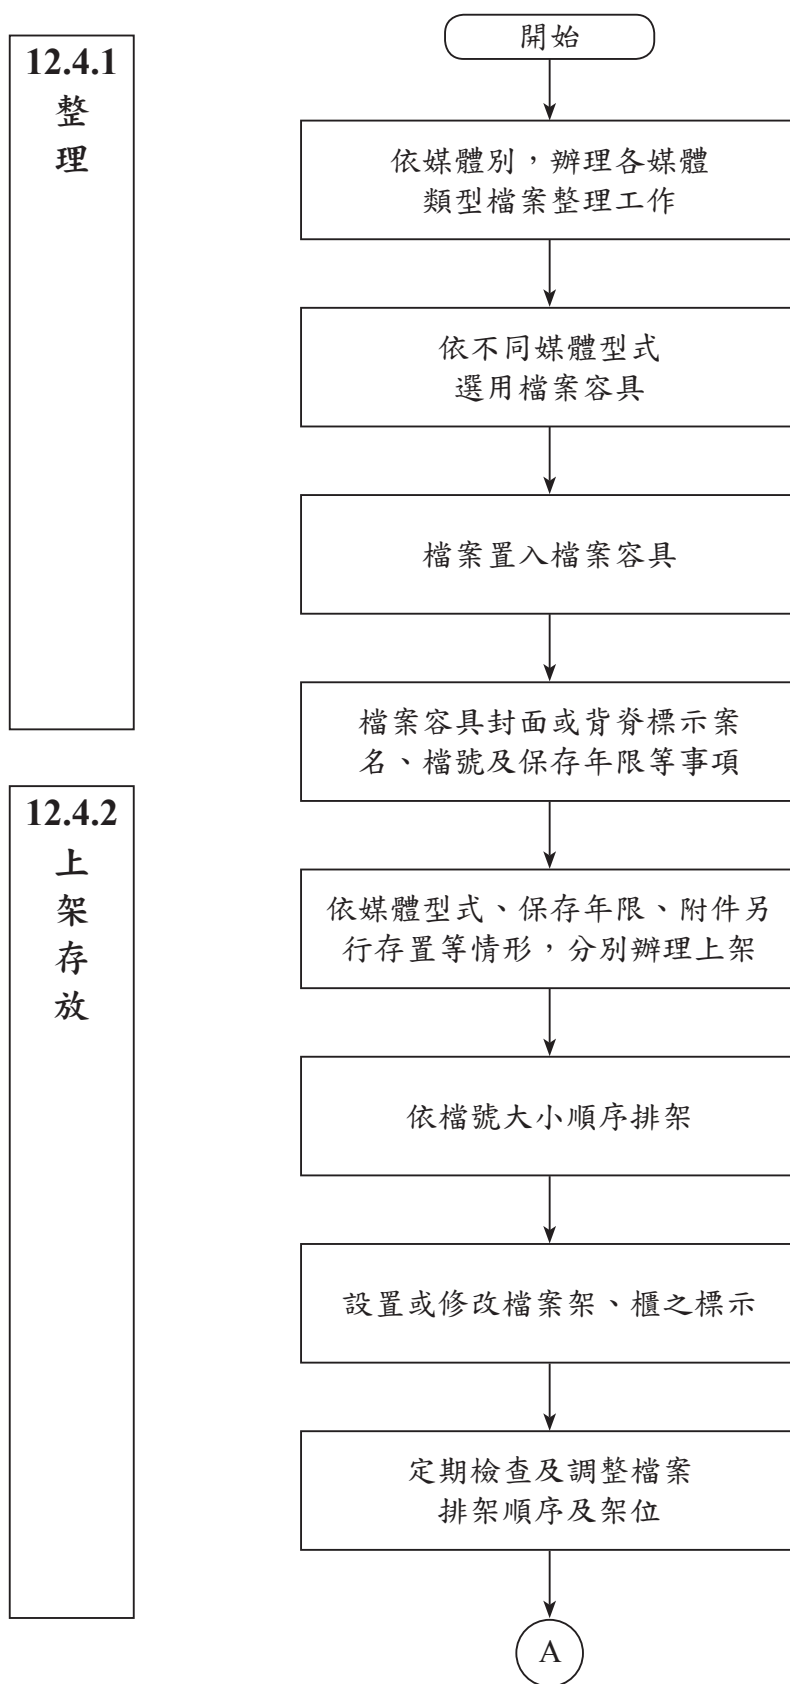 開始
12.4.1
整
理
依媒體別，辦理各媒體
類型檔案整理工作
依不同媒體型式
選用檔案容具
檔案置入檔案容具
檔案容具封面或背脊標示案
名、檔號及保存年限等事項
12.4.2
上
架
存
放
依媒體型式、保存年限、附件另
行存置等情形，分別辦理上架
依檔號大小順序排架
設置或修改檔案架、櫃之標示
定期檢查及調整檔案
排架順序及架位
A